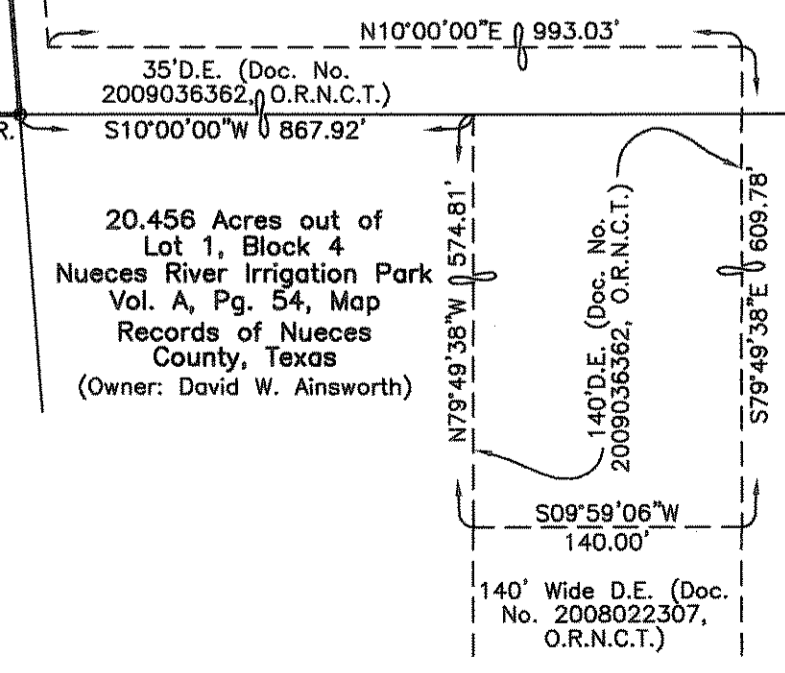 N10°00'00"E 993.03'
35'D.E. (Doc. No.
2009036362, O.R.N.C.T.)
R.
S10°00'00"W 867.92'
20.456 Acres out of
Lot 1, Block 4
Nueces River Irrigation Park
Vol. A, Pg. 54, Map
Records of Nueces
County, Texas
(Owner: David W. Ainsworth)
N79°49'38"W 574.81'
140'D.E. (Doc. No.
2009036362, O.R.N.C.T.)
S79°49'38"E 609.78'
S09°59'06"W
140.00'
140' Wide D.E. (Doc.
No. 2008022307,
O.R.N.C.T.)